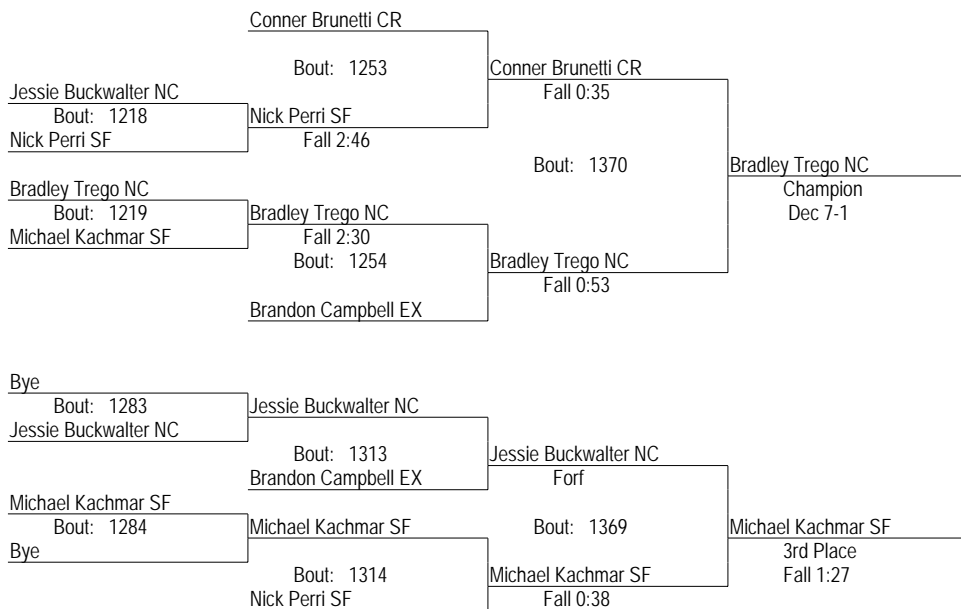 Conner Brunetti CR
Bout: 1253
Conner Brunetti CR
Jessie Buckwalter NC
Fall 0:35
Bout: 1218
Nick Perri SF
Nick Perri SF
Fall 2:46
Bout: 1370
Bradley Trego NC
Bradley Trego NC
Champion
Bout: 1219
Bradley Trego NC
Dec 7-1
Michael Kachmar SF
Fall 2:30
Bout: 1254
Bradley Trego NC
Fall 0:53
Brandon Campbell EX
Bye
Bout: 1283
Jessie Buckwalter NC
Jessie Buckwalter NC
Bout: 1313
Jessie Buckwalter NC
Brandon Campbell EX
Forf
Michael Kachmar SF
Bout: 1284
Michael Kachmar SF
Bout: 1369
Michael Kachmar SF
Bye
3rd Place
Bout: 1314
Michael Kachmar SF
Fall 1:27
Nick Perri SF
Fall 0:38